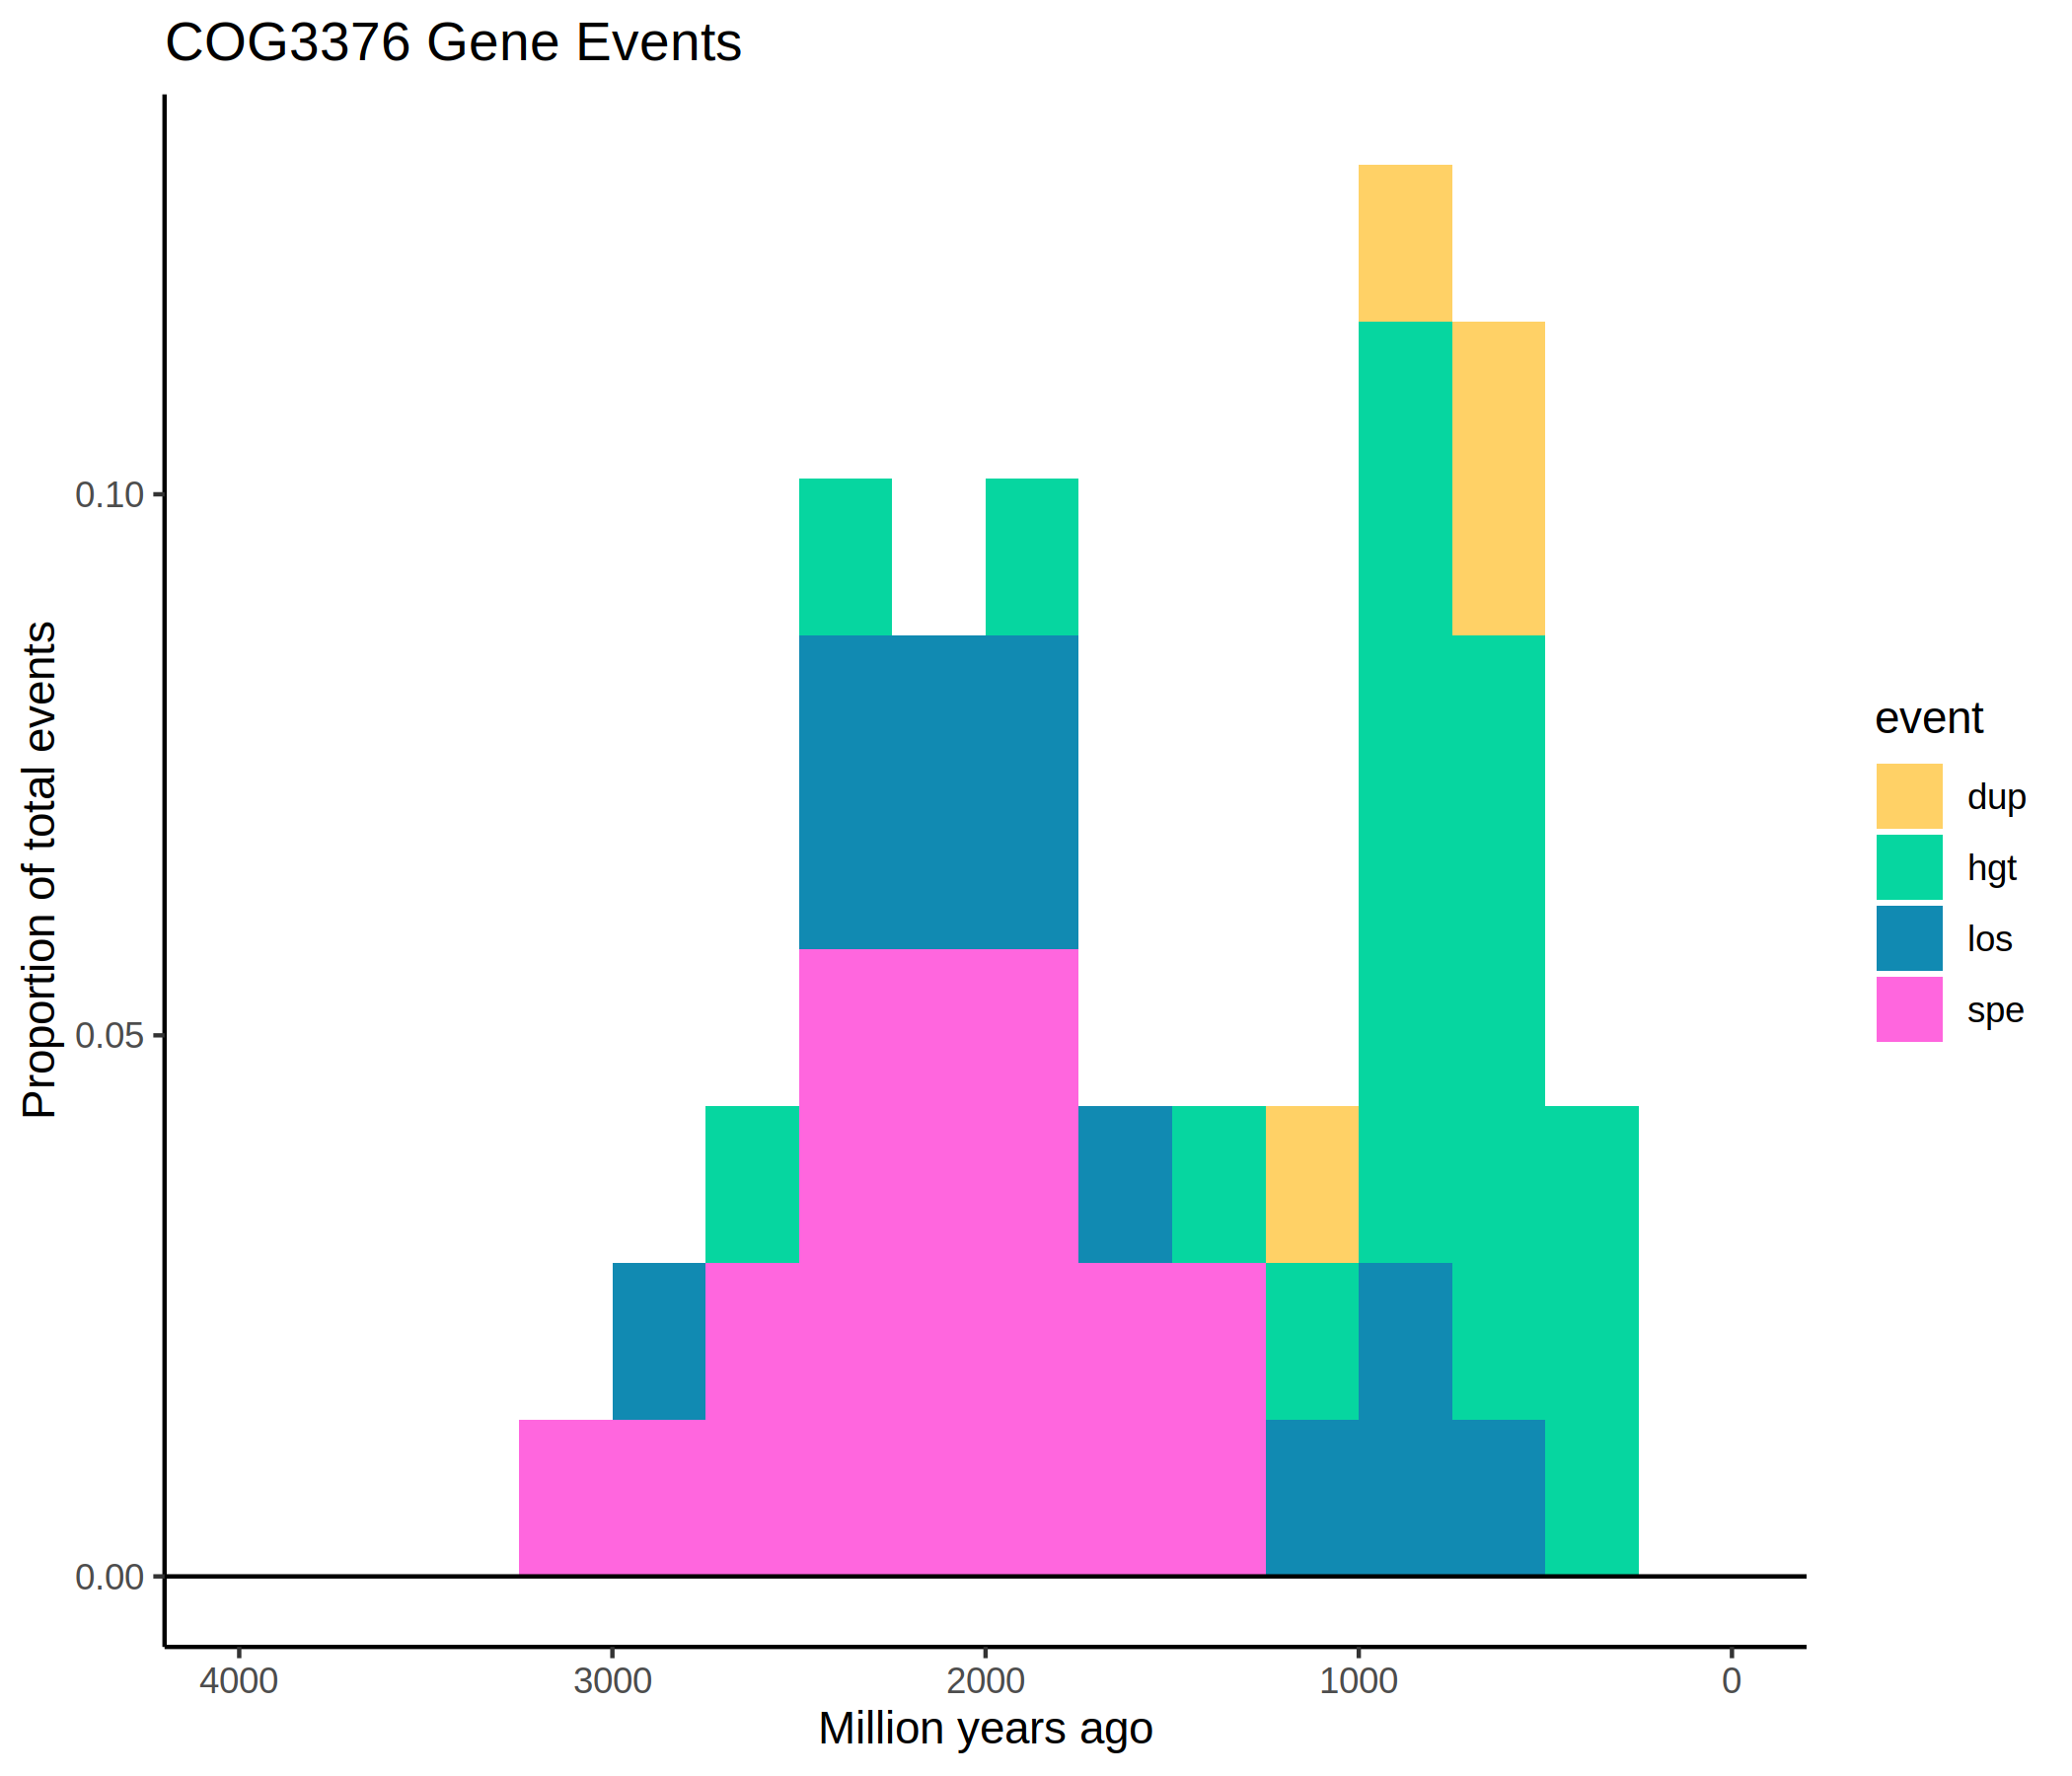 COG3376 Gene Events
Proportion of total events
0.10
0.05
0.00
4000 3000 2000 1000 0
Million years ago
event
dup
hgt
los
spe